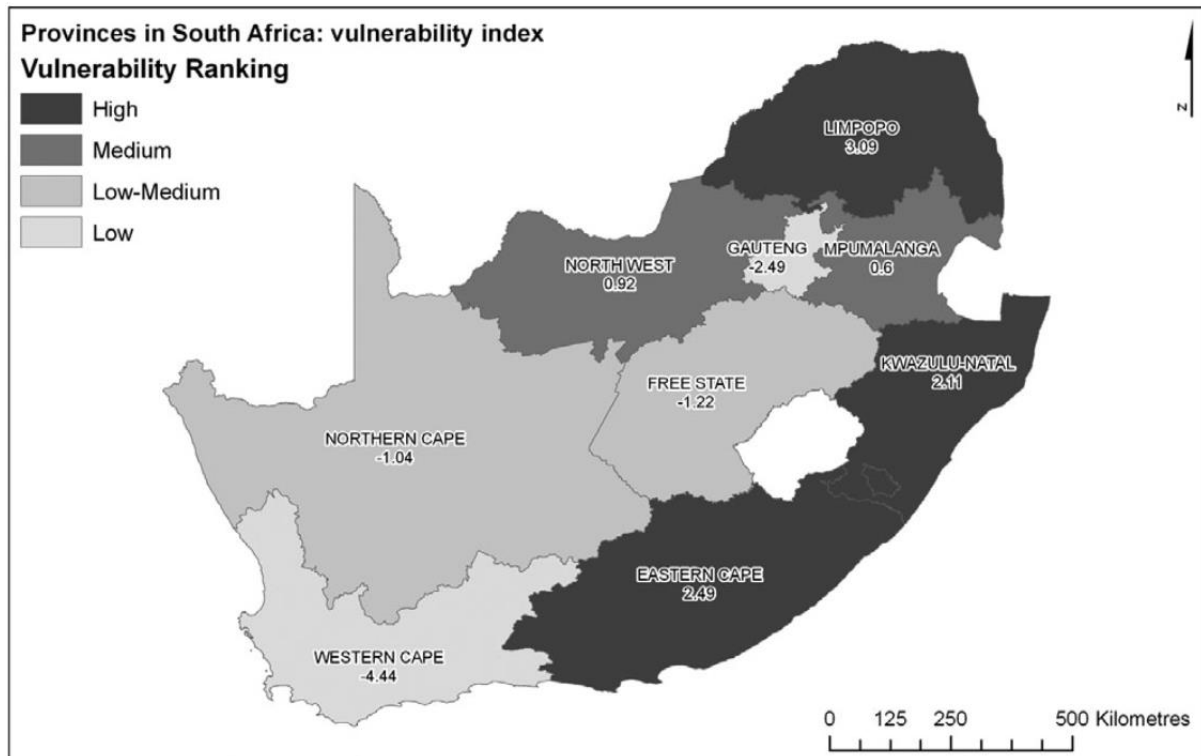 Provinces in South Africa: vulnerability index
Vulnerability Ranking
High
Medium
Low-Medium
Low
N
LIMPOPO
3.09
NORTH WEST
0.92
GAUTENG
-2.49
MPUMALANGA
0.6
KWAZULU-NATAL
2.11
FREE STATE
-1.22
NORTHERN CAPE
-1.04
EASTERN CAPE
2.49
WESTERN CAPE
-4.44
0 125 250 500 Kilometres